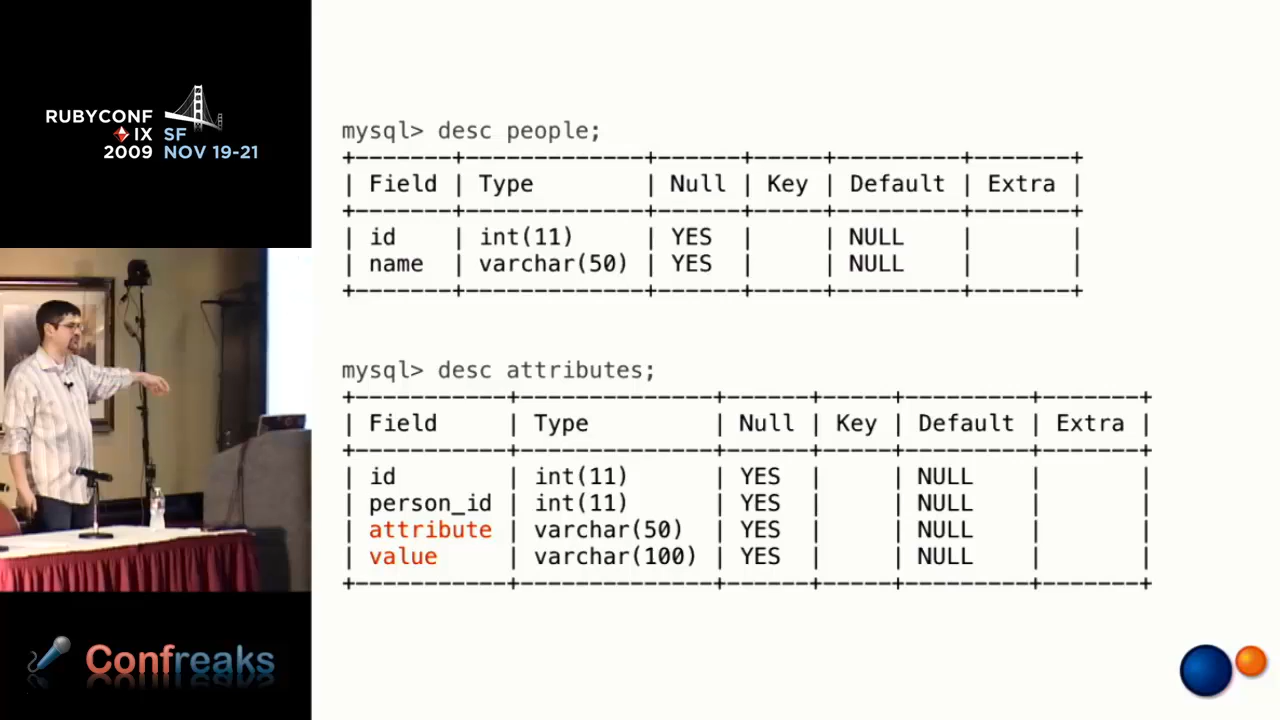 RUBYCONF
IX SF
2009 NOV 19-21
mysql> desc people;
+-------+-------------+------+-----+---------+-------+
| Field | Type        | Null | Key | Default | Extra |
+-------+-------------+------+-----+---------+-------+
| id    | int(11)     | YES  |     | NULL    |       |
| name  | varchar(50) | YES  |     | NULL    |       |
+-------+-------------+------+-----+---------+-------+
mysql> desc attributes;
+-----------+--------------+------+-----+---------+-------+
| Field     | Type         | Null | Key | Default | Extra |
+-----------+--------------+------+-----+---------+-------+
| id        | int(11)      | YES  |     | NULL    |       |
| person_id | int(11)      | YES  |     | NULL    |       |
| attribute | varchar(50)  | YES  |     | NULL    |       |
| value     | varchar(100) | YES  |     | NULL    |       |
+-----------+--------------+------+-----+---------+-------+
Confreaks